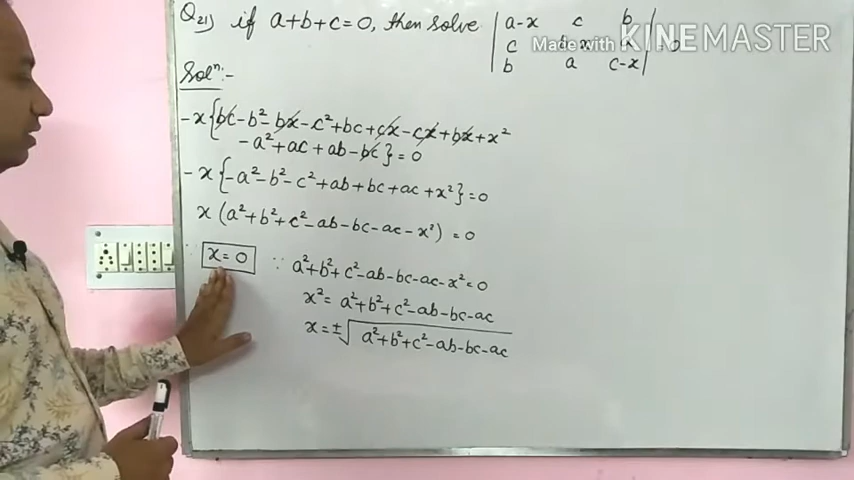 Q21) if a+b+c=0, then solve | a-x c b |
| c b-x a | = 0
| b a c-x |
Made with KINEMASTER
Solⁿ:-
-x{bc-b²-bx-c²+bc+cx-cx+bx+x²
-a²+ac+ab-bc}=0
-x{-a²-b²-c²+ab+bc+ac+x²}=0
x(a²+b²+c²-ab-bc-ac-x²)=0
∴ x=0 ∵ a²+b²+c²-ab-bc-ac-x²=0
x²=a²+b²+c²-ab-bc-ac
x=±√a²+b²+c²-ab-bc-ac